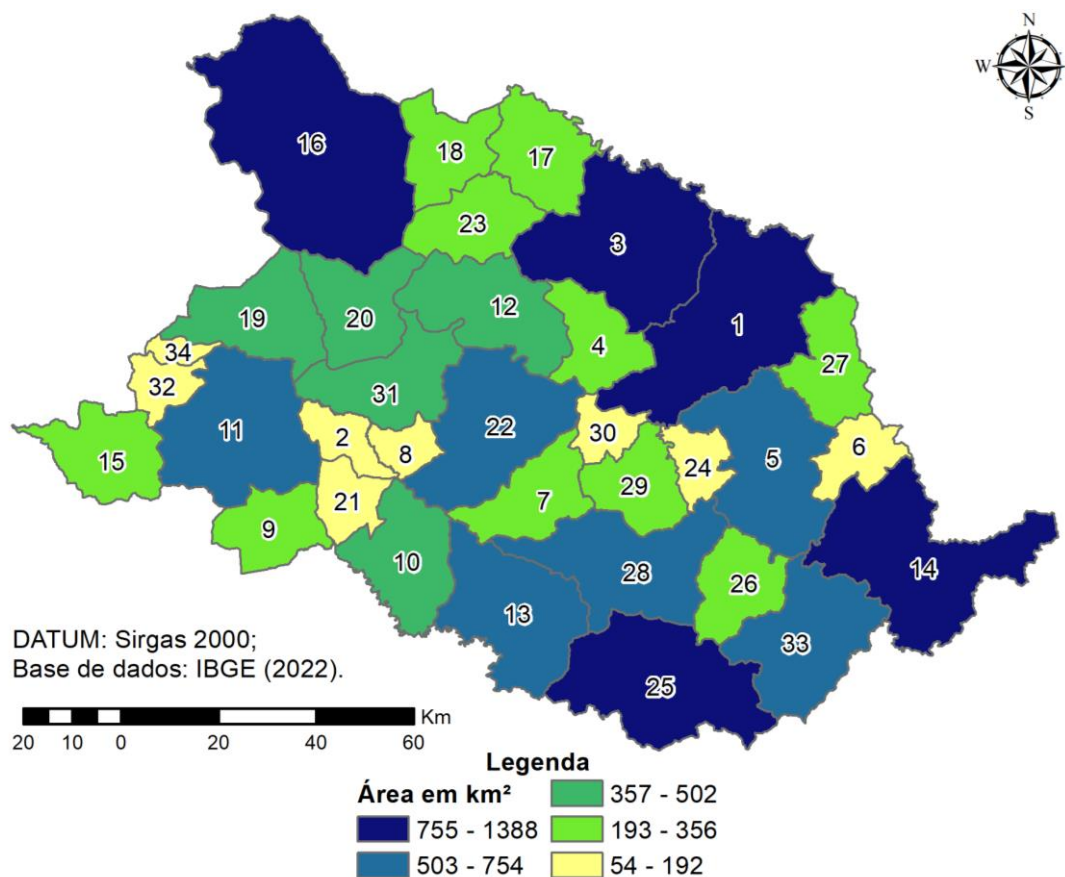 N
W E
S
16
18
17
23
3
19
20
12
1
4
27
34
32
31
11
22
15
2
8
30
24
5
6
21
7
29
9
10
28
26
14
13
33
25
DATUM: Sirgas 2000;
Base de dados: IBGE (2022).
Km
20 10 0 20 40 60
Legenda
Área em km²
357 - 502
755 - 1388
193 - 356
503 - 754
54 - 192